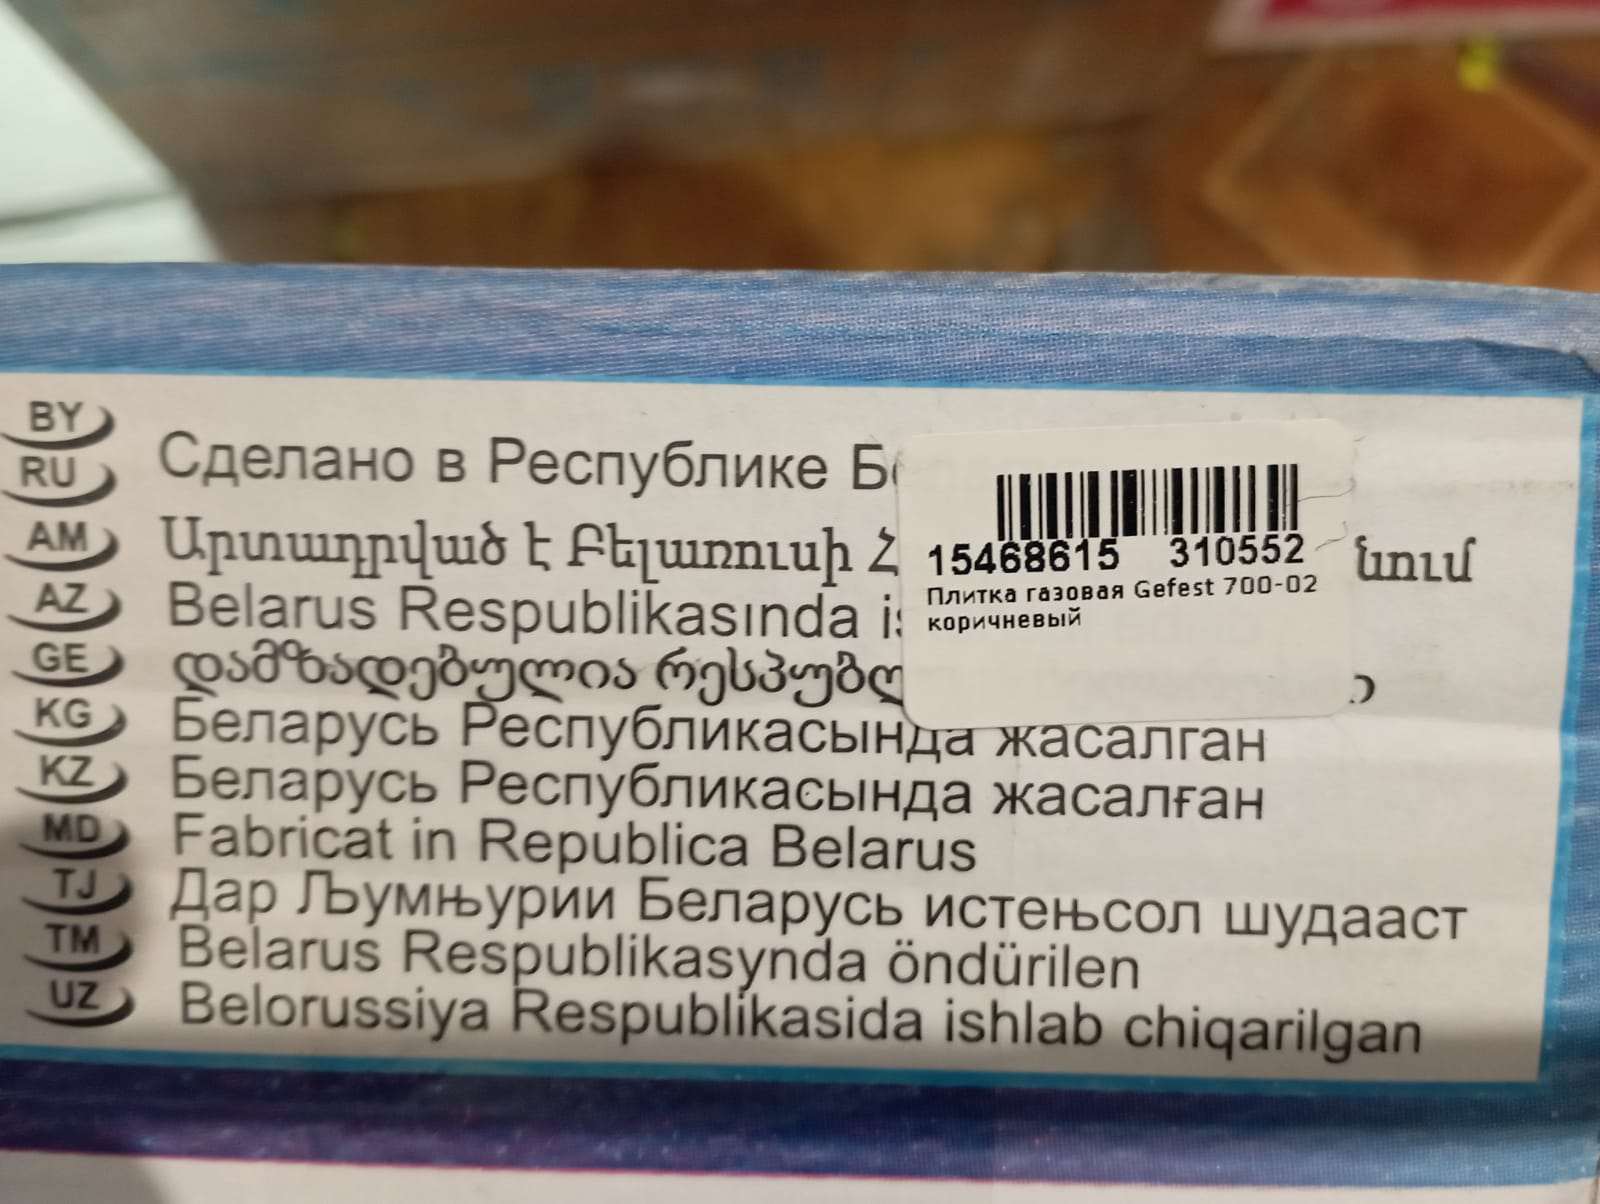 BY
RU
Сделано в Республике Б
AM
Արտադրված է Բելառուսի Հ
նում
AZ
Belarus Respublikasında
GE
დამზადებულია რესპუბლ
KG
Беларусь Республикасында жасалган
KZ
Беларусь Республикасында жасалған
MD
Fabricat in Republica Belarus
TJ
Дар Љумњурии Беларусь истењсол шудааст
TM
Belarus Respublikasynda öndürilen
UZ
Belorussiya Respublikasida ishlab chiqarilgan
15468615 310552
Плитка газовая Gefest 700-02
коричневый